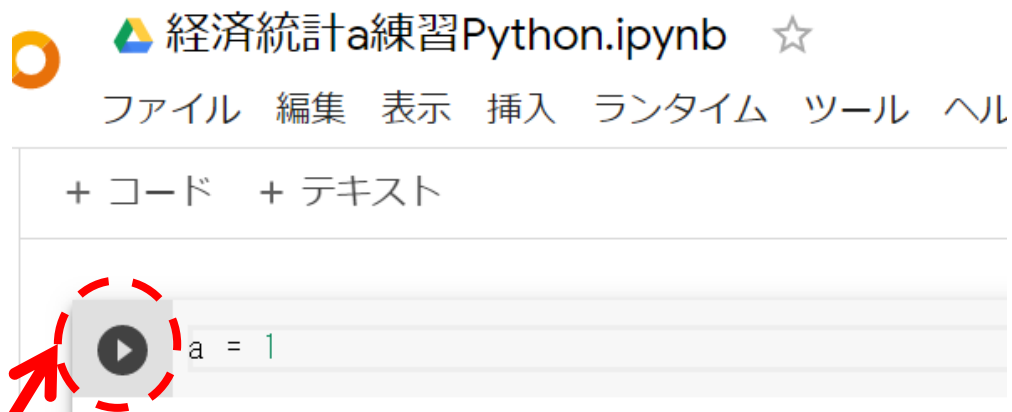 経済統計a練習Python.ipynb
ファイル 編集 表示 挿入 ランタイム ツール ヘル
+ コード + テキスト
a = 1